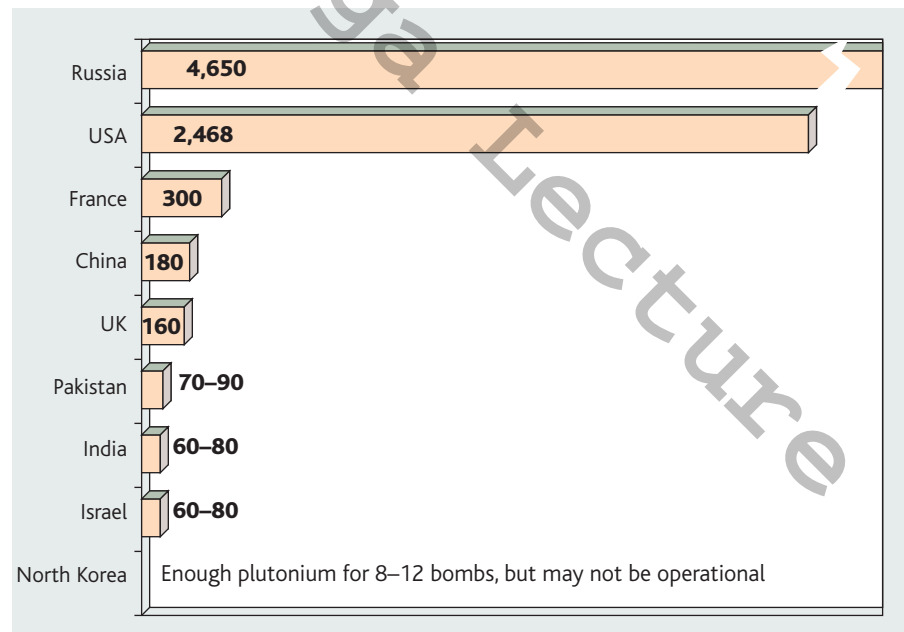 Russia 4,650
USA 2,468
France 300
China 180
UK 160
Pakistan 70–90
India 60–80
Israel 60–80
North Korea Enough plutonium for 8–12 bombs, but may not be operational
Lecture